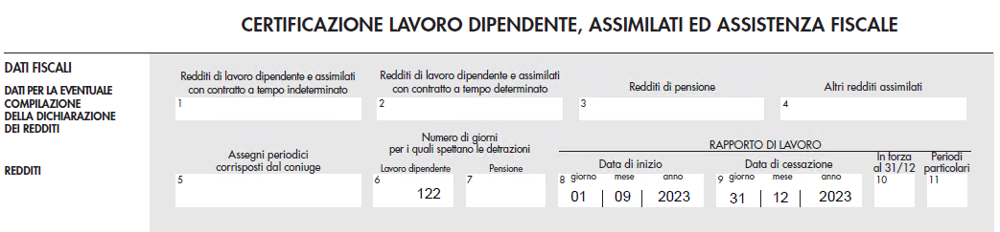 CERTIFICAZIONE LAVORO DIPENDENTE, ASSIMILATI ED ASSISTENZA FISCALE
DATI FISCALI
DATI PER LA EVENTUALE
COMPILAZIONE
DELLA DICHIARAZIONE
DEI REDDITI
Redditi di lavoro dipendente e assimilati
con contratto a tempo indeterminato
1
Redditi di lavoro dipendente e assimilati
con contratto a tempo determinato
2
Redditi di pensione
3
Altri redditi assimilati
4
REDDITI
Assegni periodici
corrisposti dal coniuge
5
Numero di giorni
per i quali spettano le detrazioni
Lavoro dipendente
6
122
Pensione
7
RAPPORTO DI LAVORO
Data di inizio
8 giorno mese anno
01 09 2023
Data di cessazione
9 giorno mese anno
31 12 2023
In forza
al 31/12
10
Periodi
particolari
11